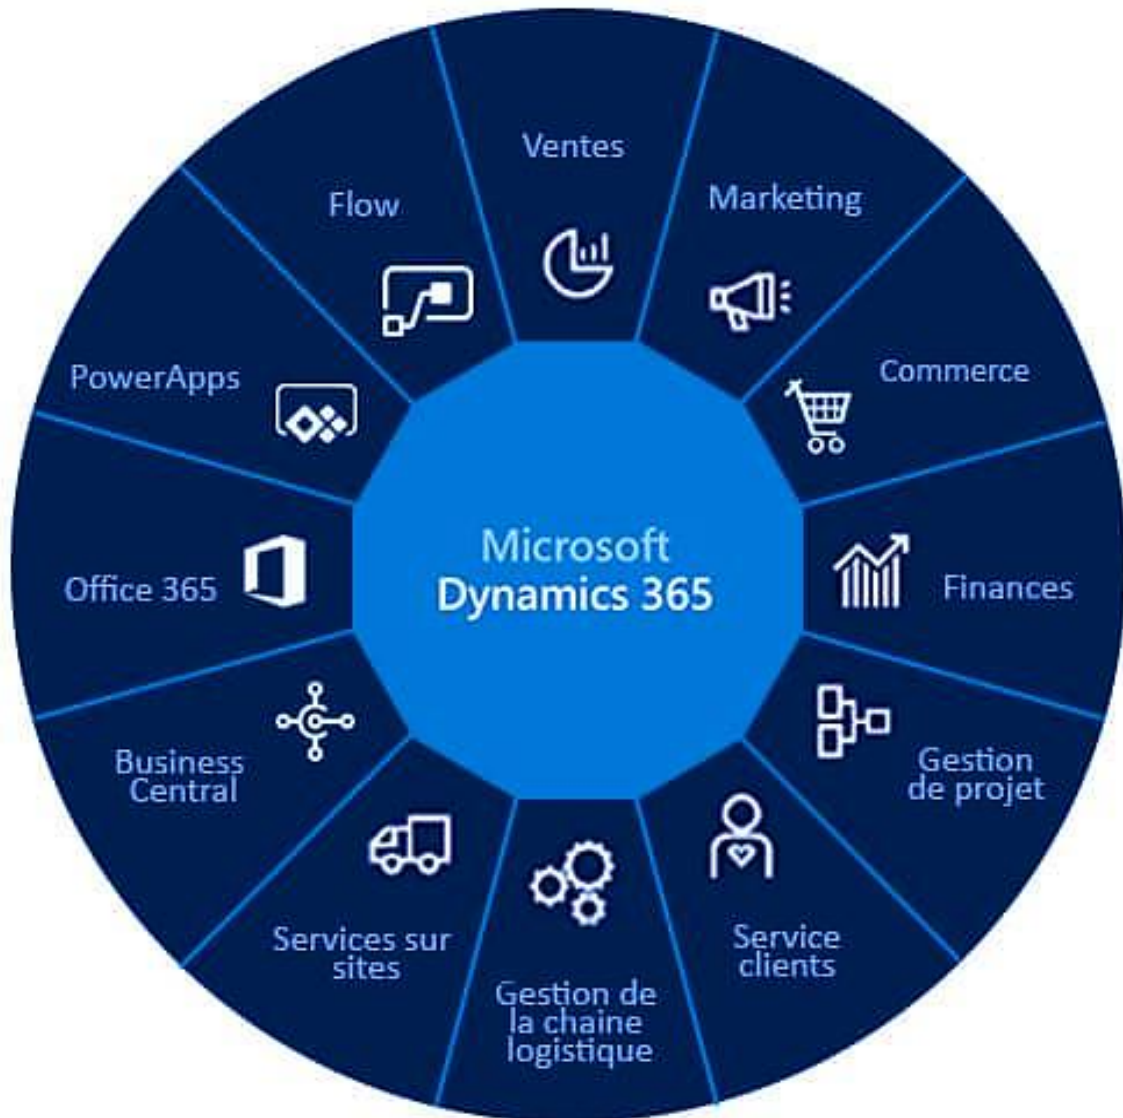 Ventes
Marketing
Commerce
Finances
Gestion
de projet
Service
clients
Gestion de
la chaine
logistique
Services sur
sites
Business
Central
Office 365
PowerApps
Flow
Microsoft
Dynamics 365